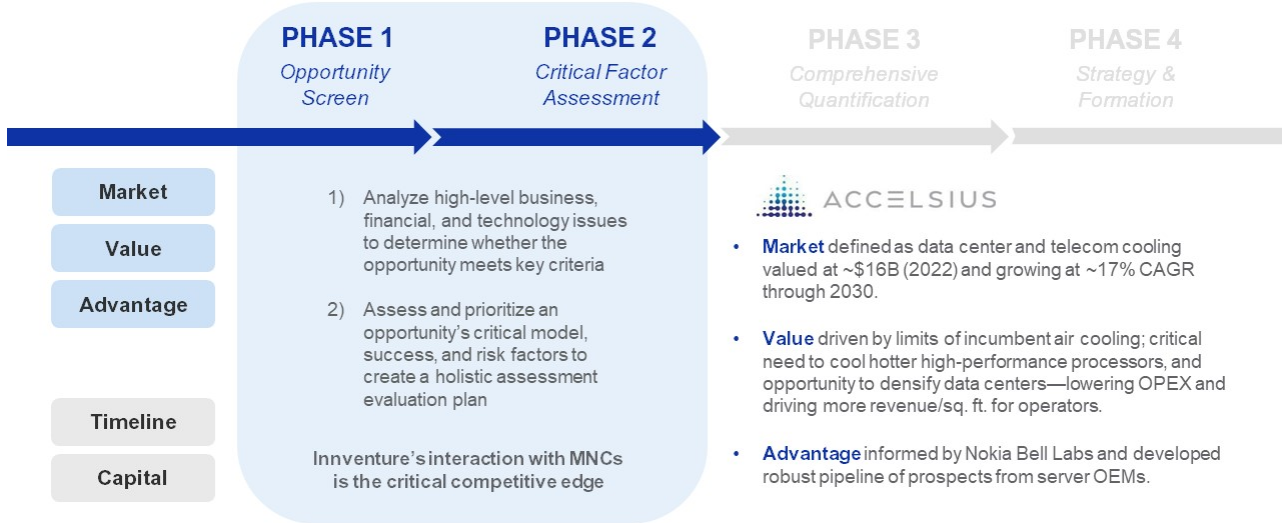 PHASE 1
Opportunity
Screen
PHASE 2
Critical Factor
Assessment
PHASE 3
Comprehensive
Quantification
PHASE 4
Strategy &
Formation
Market
Value
Advantage
Timeline
Capital
1) Analyze high-level business,
financial, and technology issues
to determine whether the
opportunity meets key criteria
2) Assess and prioritize an
opportunity’s critical model,
success, and risk factors to
create a holistic assessment
evaluation plan
Innventure’s interaction with MNCs
is the critical competitive edge
ACCELSIUS
• Market defined as data center and telecom cooling
valued at ~$16B (2022) and growing at ~17% CAGR
through 2030.
• Value driven by limits of incumbent air cooling; critical
need to cool hotter high-performance processors, and
opportunity to densify data centers—lowering OPEX and
driving more revenue/sq. ft. for operators.
• Advantage informed by Nokia Bell Labs and developed
robust pipeline of prospects from server OEMs.